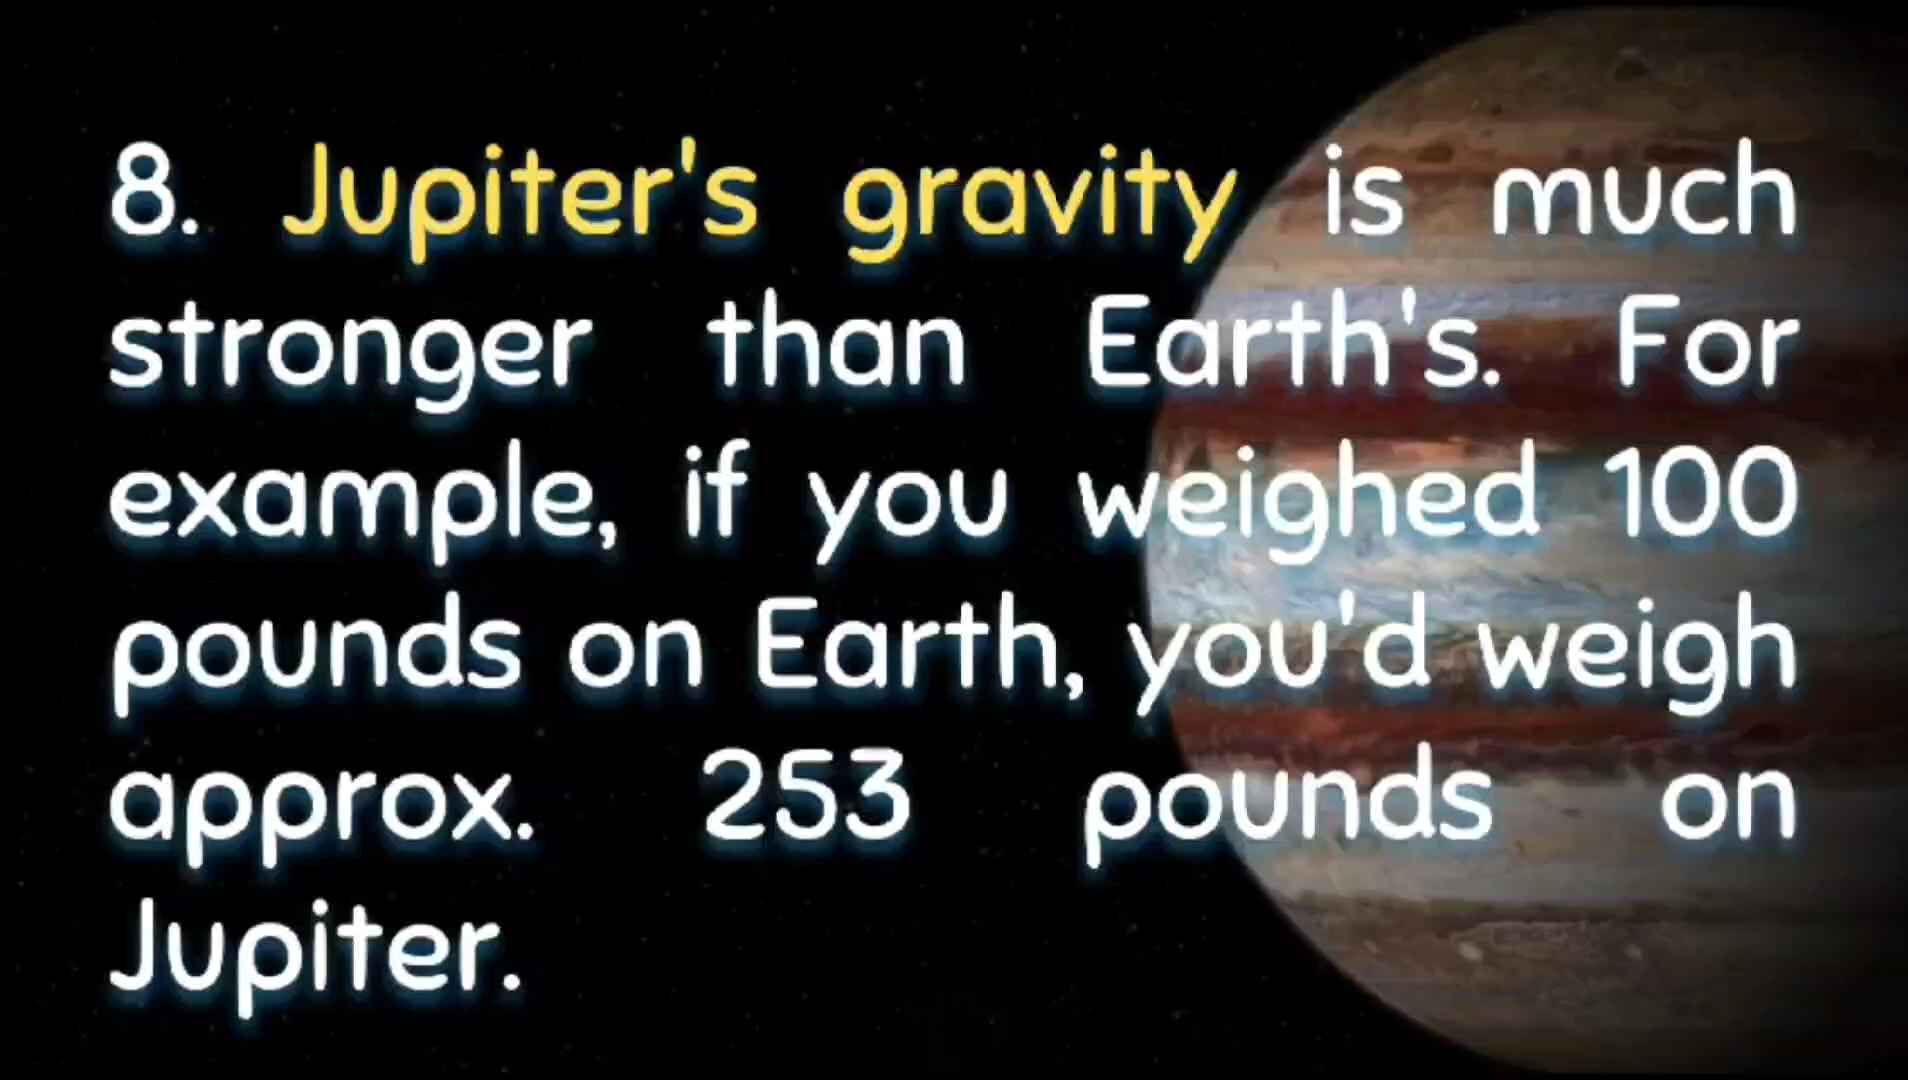 8. Jupiter's gravity is much
stronger than Earth's. For
example, if you weighed 100
pounds on Earth, you'd weigh
approx. 253 pounds on
Jupiter.